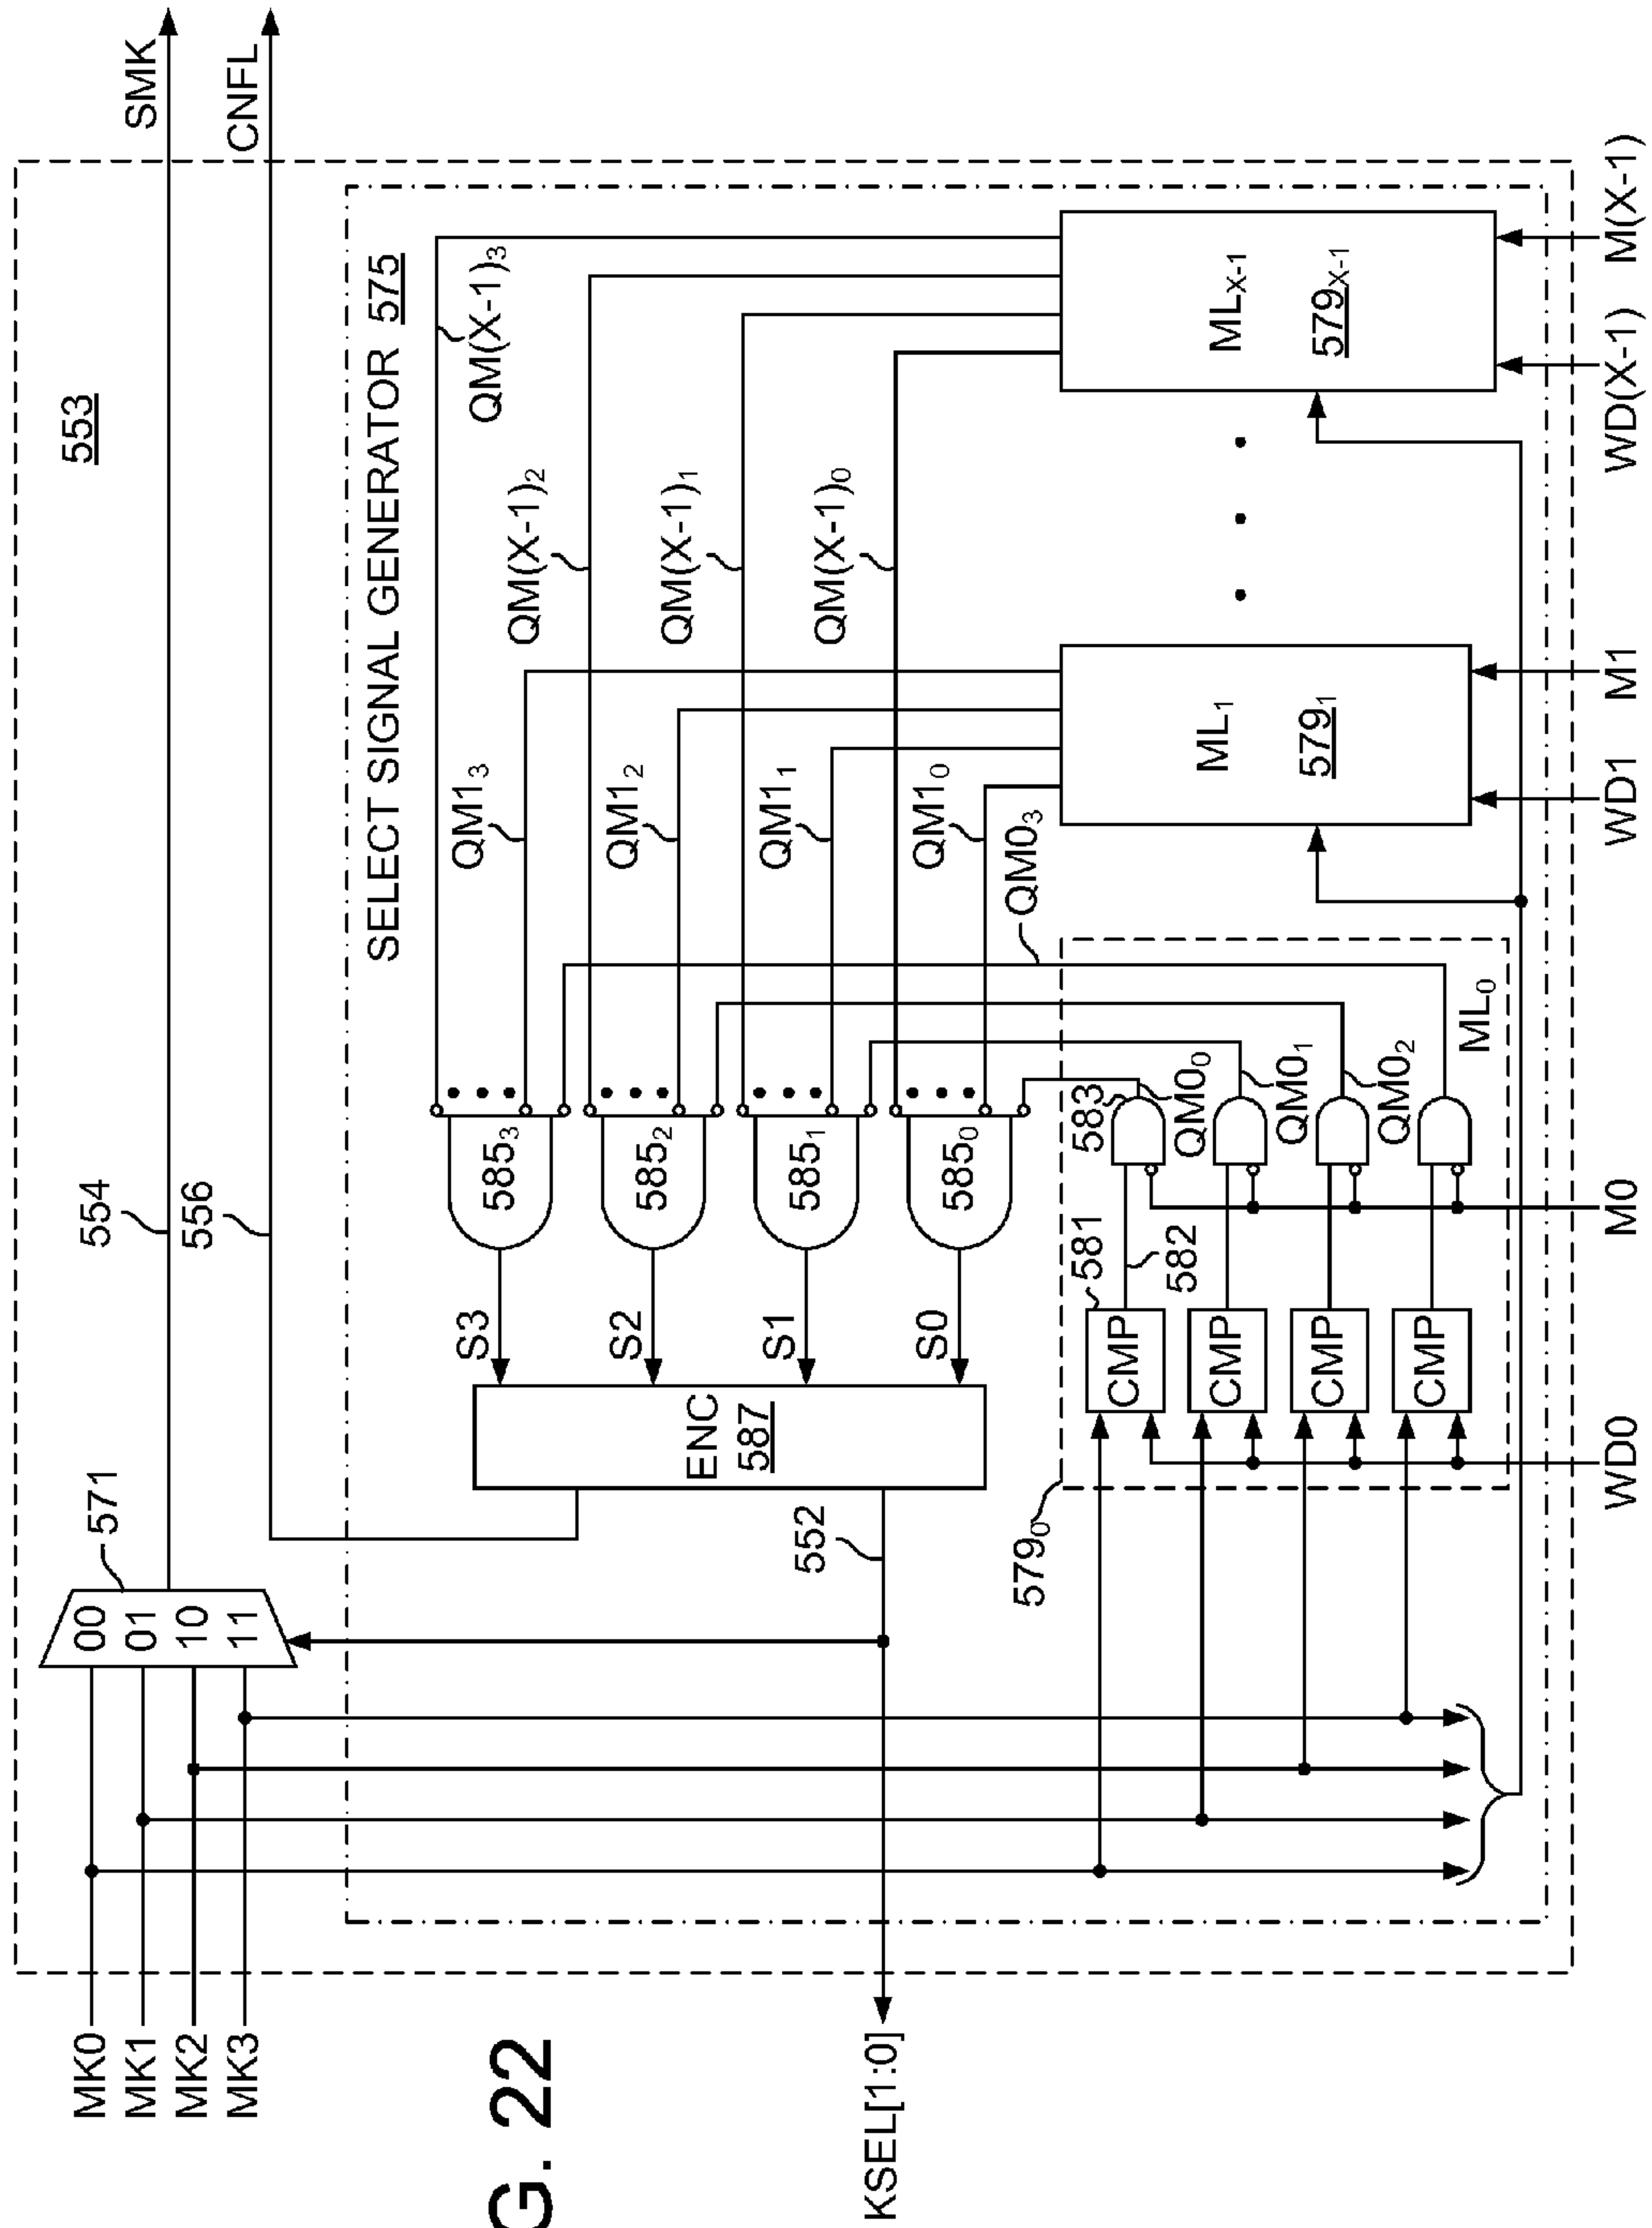 553
SMK
CNFL
554
556
571
00
01
10
11
MK0
MK1
MK2
MK3
SELECT SIGNAL GENERATOR 575
QM(X-1)3
QM(X-1)2
QM(X-1)1
QM(X-1)0
QM13
QM12
QM11
QM10
QM03
5853
5852
5851
5850
S3
S2
S1
S0
ENC
587
552
KSEL[1:0]
5790
581
582
583
CMP
CMP
CMP
CMP
QM00
QM01
QM02
ML0
ML1
5791
MLX-1
579X-1
WD0
M0
WD1
M1
WD(X-1)
M(X-1)
G. 22